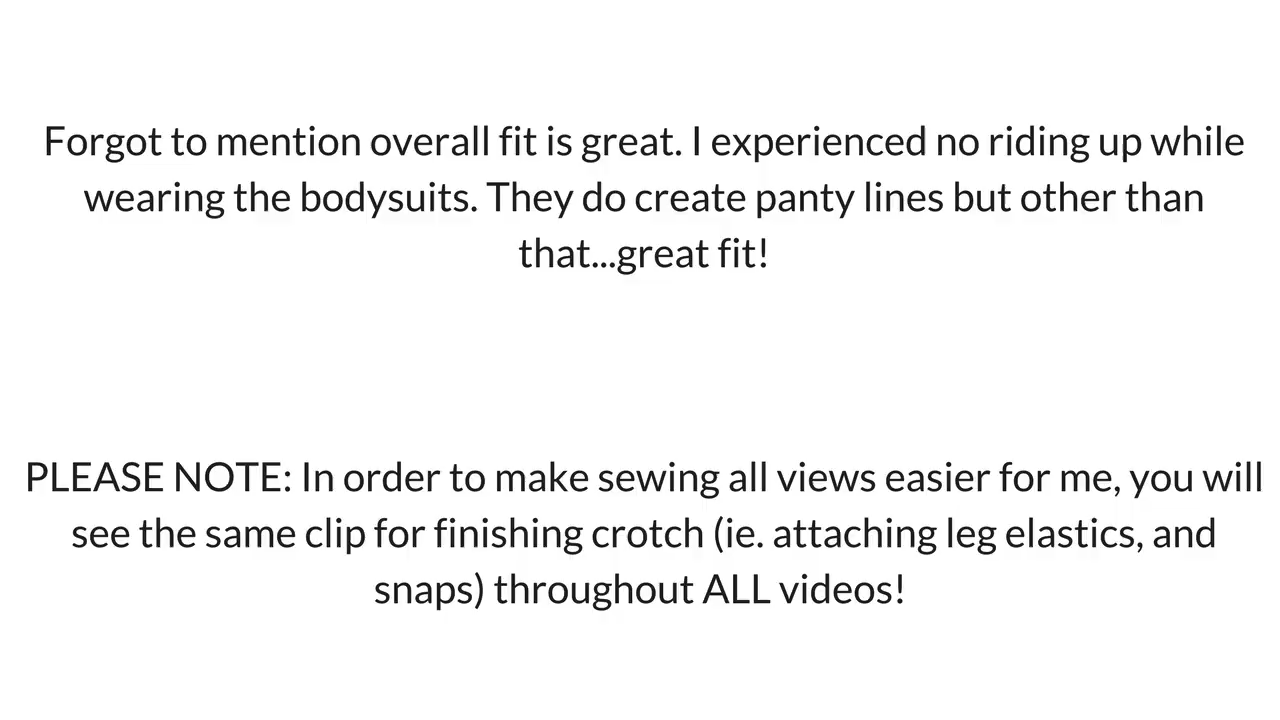 Forgot to mention overall fit is great. I experienced no riding up while
wearing the bodysuits. They do create panty lines but other than
that...great fit!
PLEASE NOTE: In order to make sewing all views easier for me, you will
see the same clip for finishing crotch (ie. attaching leg elastics, and
snaps) throughout ALL videos!